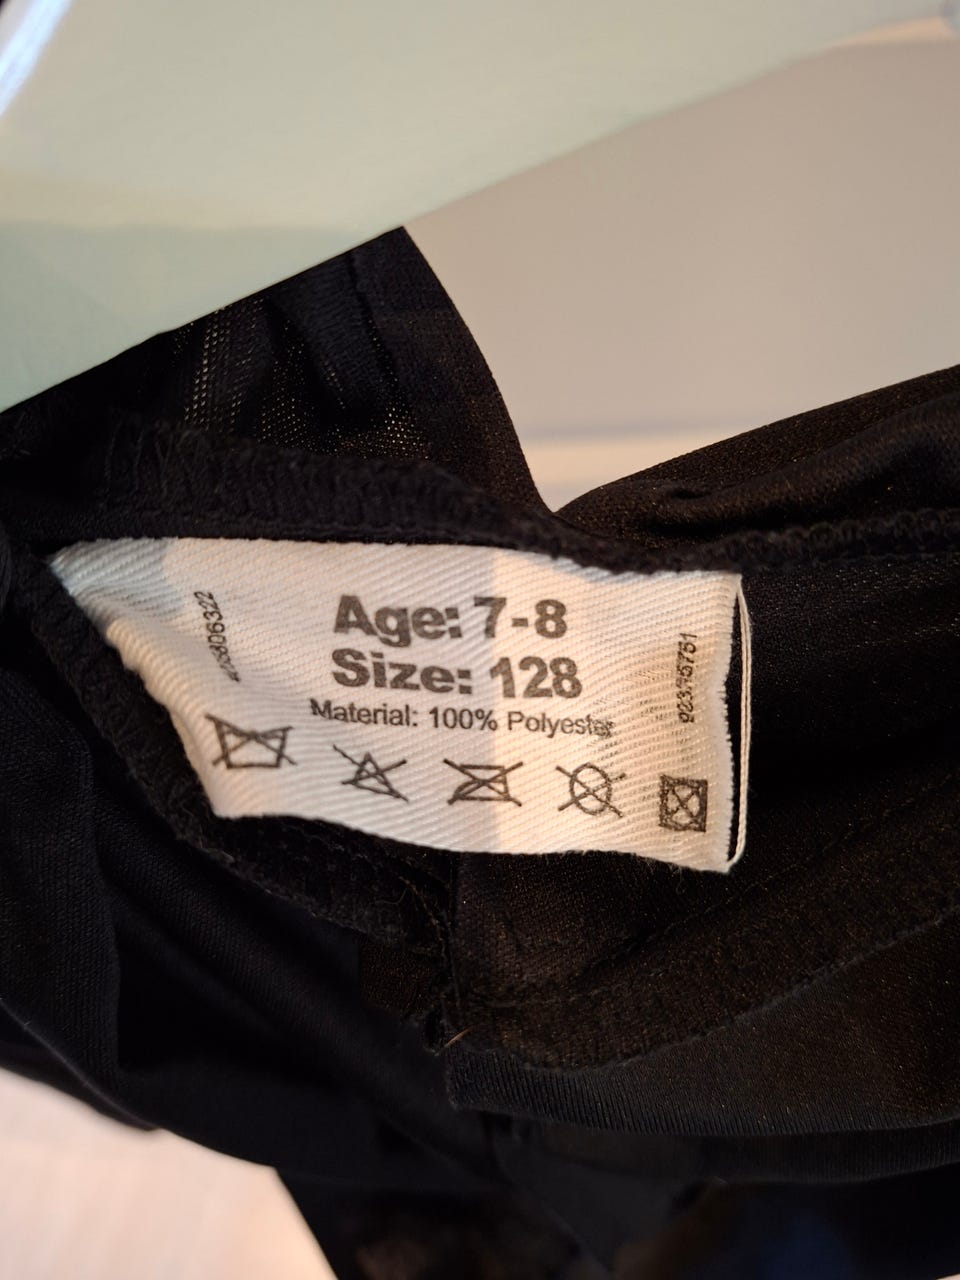 Age: 7-8
Size: 128
Material: 100% Polyester